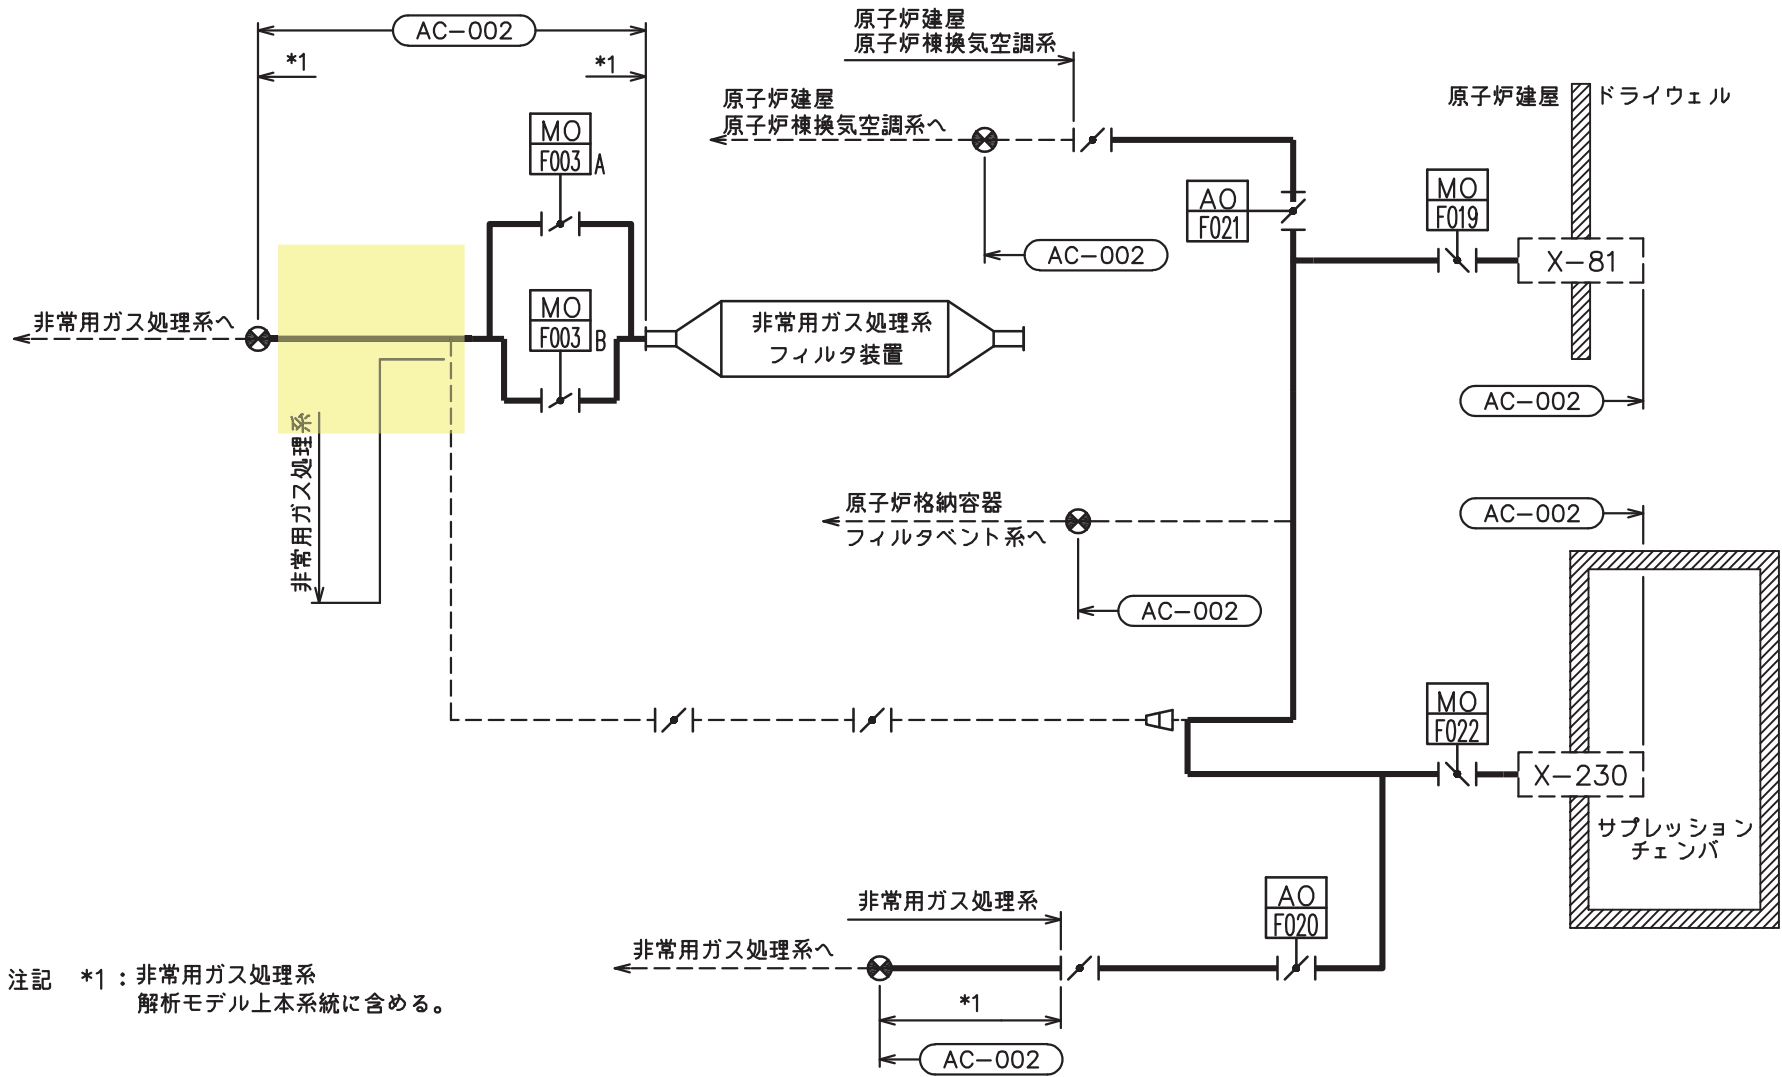 AC-002
*1
*1
原子炉建屋
原子炉棟換気空調系
原子炉建屋
原子炉棟換気空調系へ
原子炉建屋
ドライウェル
MO
F003 A
AO
F021
MO
F019
AC-002
X-81
非常用ガス処理系へ
MO
F003 B
非常用ガス処理系
フィルタ装置
AC-002
非常用ガス処理系
原子炉格納容器
フィルタベント系へ
AC-002
AC-002
MO
F022
X-230
サプレッション
チェンバ
AO
F020
非常用ガス処理系
非常用ガス処理系へ
*1
AC-002
注記 *1：非常用ガス処理系
解析モデル上本系統に含める。